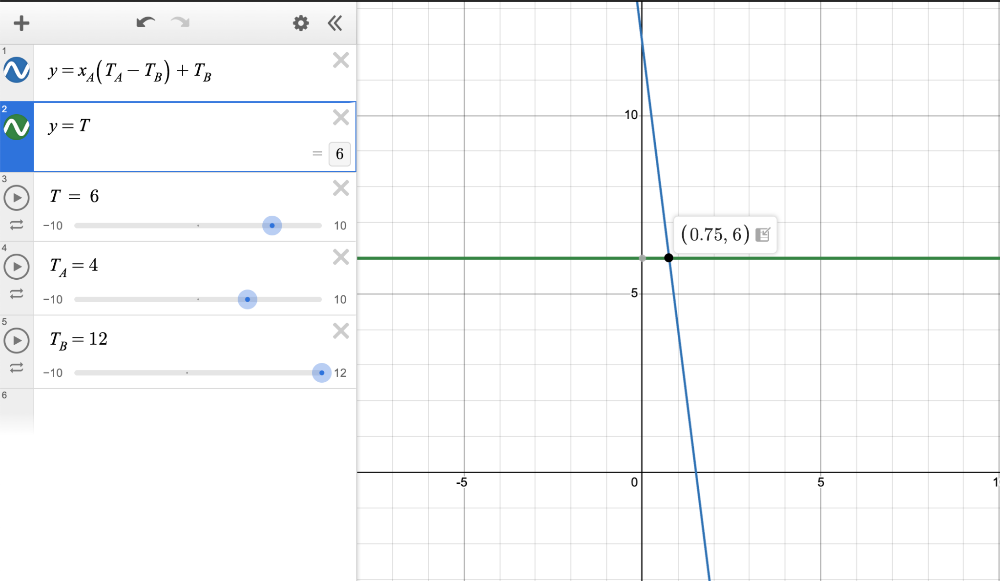 1
y = x_A(T_A − T_B) + T_B
2
y = T
= 6
3
T = 6
−10 10
4
T_A = 4
−10 10
5
T_B = 12
−10 12
6
10
(0.75, 6)
5
-5 0 5